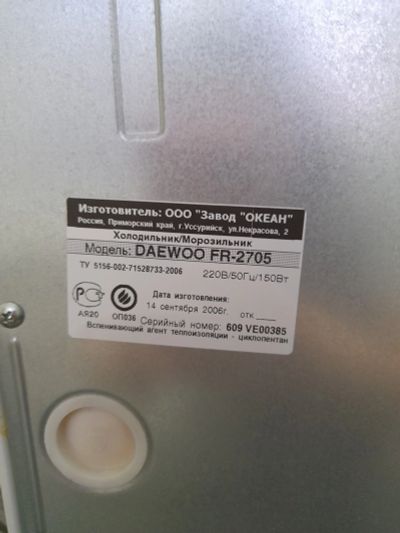 Изготовитель: ООО "Завод "ОКЕАН"
Россия, Приморский край, г.Уссурийск, ул.Некрасова, 2
Холодильник/Морозильник
Модель: DAEWOO FR-2705
ТУ 5156-002-71528733-2006 220В/50Гц/150Вт
Дата изготовления:
14 сентября 2006г. ОТК ____
АЯ20 ОП036 Серийный номер: 609 VE00385
Вспенивающий агент теплоизоляции - циклопентан